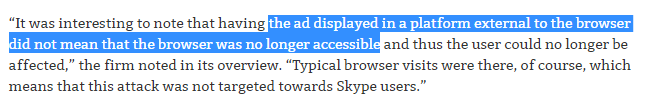 “It was interesting to note that having the ad displayed in a platform external to the browser
did not mean that the browser was no longer accessible and thus the user could no longer be
affected,” the firm noted in its overview. “Typical browser visits were there, of course, which
means that this attack was not targeted towards Skype users.”